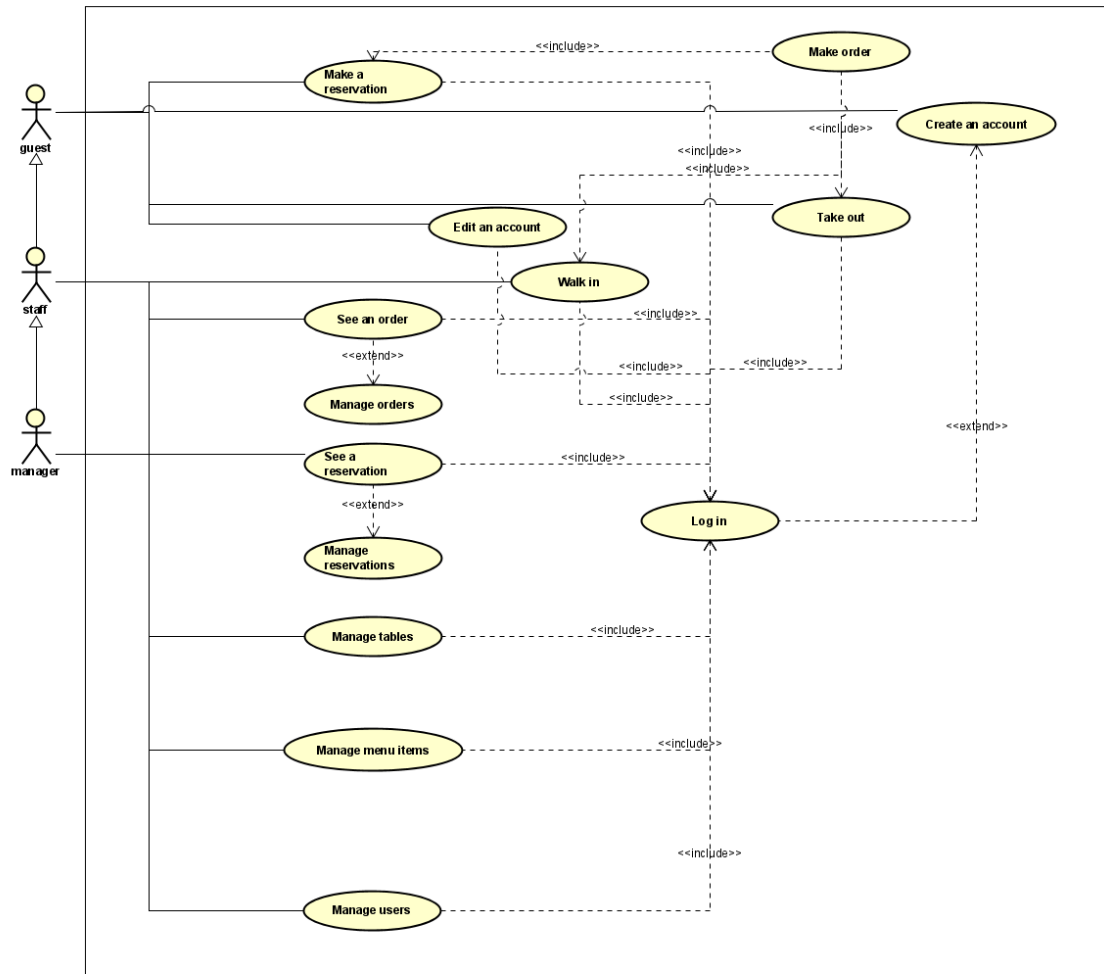 <<include>>
Make order
Make a
reservation
guest
Create an account
<<include>>
<<include>>
<<include>>
Edit an account
Take out
Walk in
staff
See an order
<<include>>
<<extend>>
<<include>>
<<include>>
Manage orders
<<include>>
<<extend>>
manager
See a
reservation
<<include>>
<<extend>>
Log in
Manage
reservations
Manage tables
<<include>>
Manage menu items
<<include>>
<<include>>
Manage users